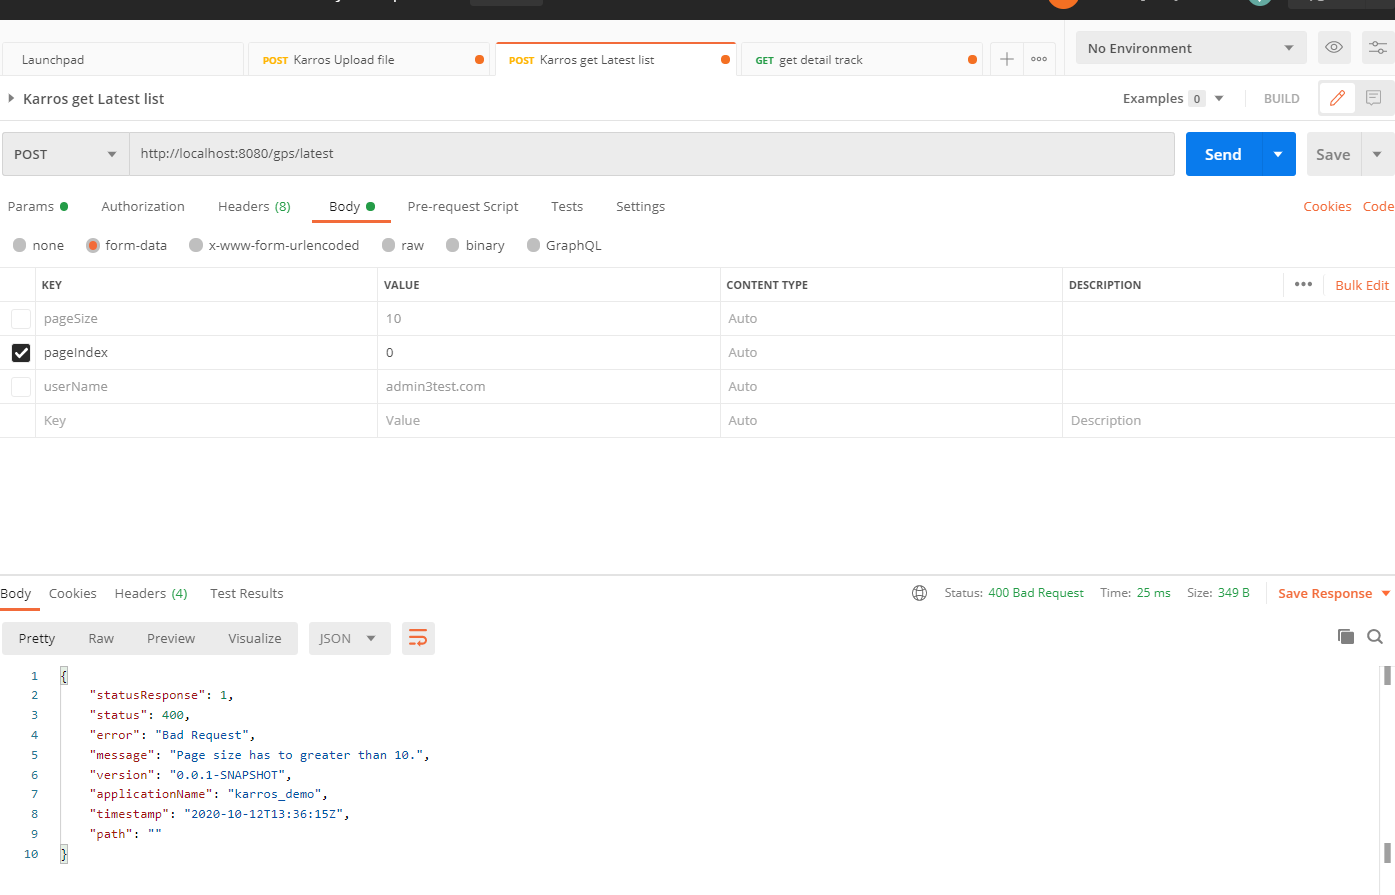 Launchpad
POST Karros Upload file
POST Karros get Latest list
GET get detail track
No Environment
Karros get Latest list
Examples 0
BUILD
POST
http://localhost:8080/gps/latest
Send
Save
Params
Authorization
Headers (8)
Body
Pre-request Script
Tests
Settings
Cookies Code
none
form-data
x-www-form-urlencoded
raw
binary
GraphQL
KEY VALUE CONTENT TYPE DESCRIPTION Bulk Edit
pageSize 10 Auto
pageIndex 0 Auto
userName admin3test.com Auto
Key Value Auto Description
Body Cookies Headers (4) Test Results
Status: 400 Bad Request Time: 25 ms Size: 349 B Save Response
Pretty Raw Preview Visualize JSON
1 {
2 "statusResponse": 1,
3 "status": 400,
4 "error": "Bad Request",
5 "message": "Page size has to greater than 10.",
6 "version": "0.0.1-SNAPSHOT",
7 "applicationName": "karros_demo",
8 "timestamp": "2020-10-12T13:36:15Z",
9 "path": ""
10 }